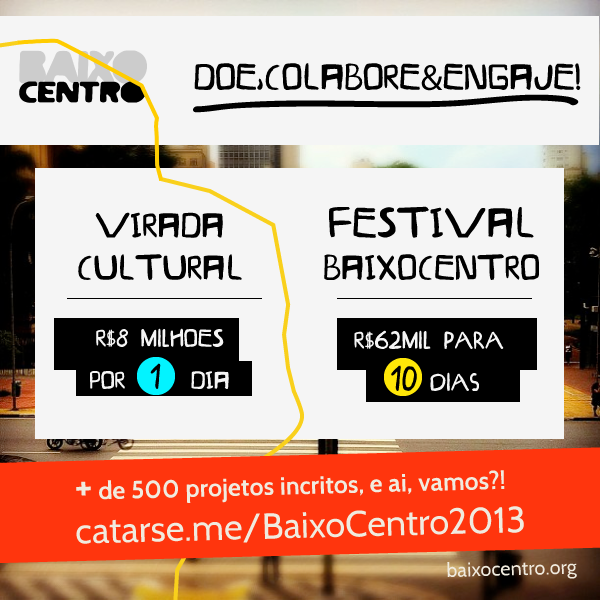 BAIXO
CENTRO
DOE, COLABORE & ENGAJE!
VIRADA
CULTURAL
R$8 MILHOES
POR 1 DIA
FESTIVAL
BAIXOCENTRO
R$62MIL PARA
10 DIAS
+ de 500 projetos incritos, e ai, vamos?!
catarse.me/BaixoCentro2013
baixocentro.org